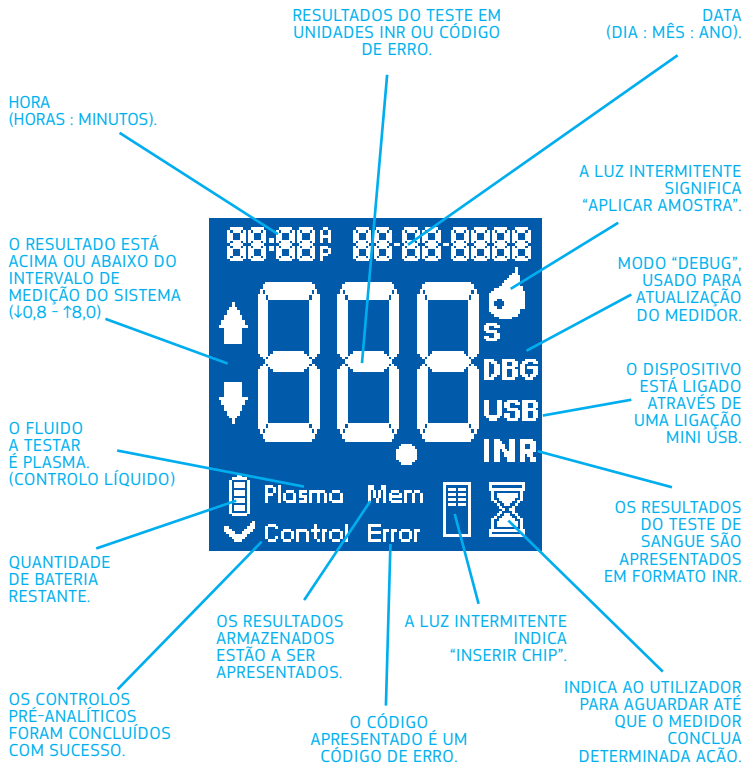 RESULTADOS DO TESTE EM
UNIDADES INR OU CÓDIGO
DE ERRO.
DATA
(DIA : MÊS : ANO).
HORA
(HORAS : MINUTOS).
A LUZ INTERMITENTE
SIGNIFICA
“APLICAR AMOSTRA”.
O RESULTADO ESTÁ
ACIMA OU ABAIXO DO
INTERVALO DE
MEDIÇÃO DO SISTEMA
(↓0,8 - ↑8,0)
MODO “DEBUG”,
USADO PARA
ATUALIZAÇÃO
DO MEDIDOR.
88:88 A P 88-88-8888
888
S
DBG
USB
INR
Plasma Mem
Control Error
O DISPOSITIVO
ESTÁ LIGADO
ATRAVÉS DE
UMA LIGAÇÃO
MINI USB.
O FLUIDO
A TESTAR
É PLASMA.
(CONTROLO LÍQUIDO)
OS RESULTADOS
DO TESTE DE
SANGUE SÃO
APRESENTADOS
EM FORMATO INR.
QUANTIDADE
DE BATERIA
RESTANTE.
OS RESULTADOS
ARMAZENADOS
ESTÃO A SER
APRESENTADOS.
A LUZ INTERMITENTE
INDICA
“INSERIR CHIP”.
OS CONTROLOS
PRÉ-ANALÍTICOS
FORAM CONCLUÍDOS
COM SUCESSO.
O CÓDIGO
APRESENTADO É UM
CÓDIGO DE ERRO.
INDICA AO UTILIZADOR
PARA AGUARDAR ATÉ
QUE O MEDIDOR
CONCLUA
DETERMINADA AÇÃO.